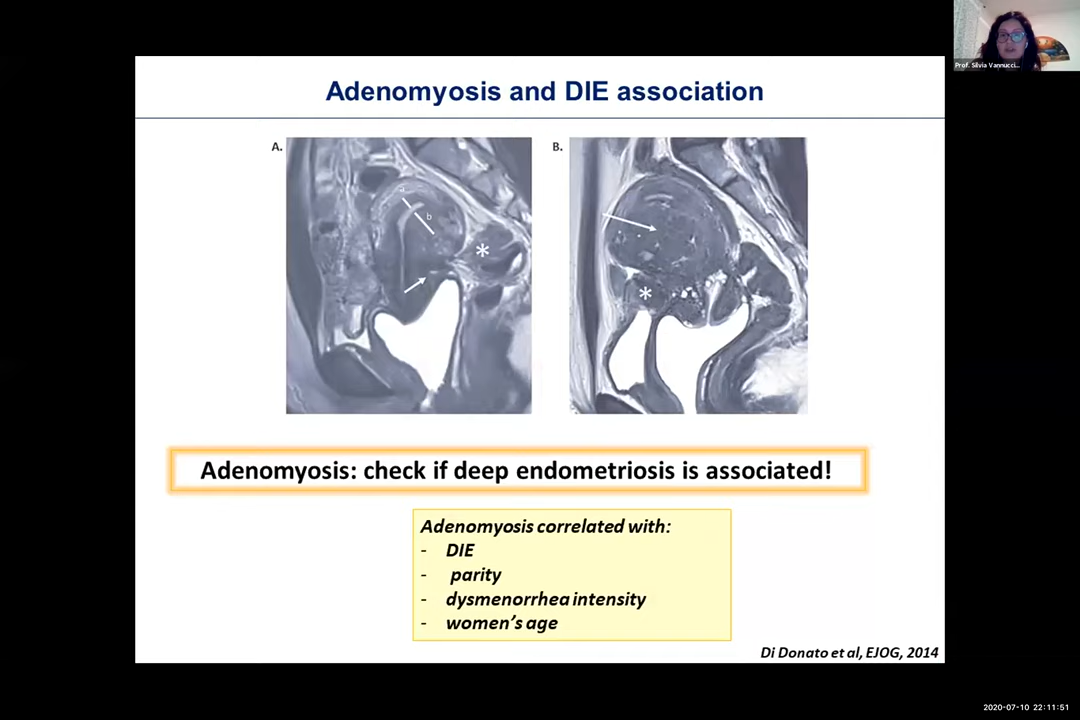 Prof. Silvia Vannucci...
Adenomyosis and DIE association
A.
B.
a
b
*
*
Adenomyosis: check if deep endometriosis is associated!
Adenomyosis correlated with:
- DIE
- parity
- dysmenorrhea intensity
- women's age
Di Donato et al, EJOG, 2014
2020-07-10 22:11:51